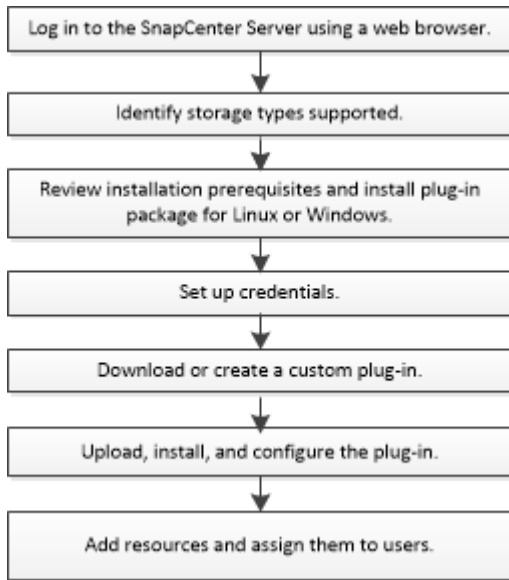 Log in to the SnapCenter Server using a web browser.
Identify storage types supported.
Review installation prerequisites and install plug-in
package for Linux or Windows.
Set up credentials.
Download or create a custom plug-in.
Upload, install, and configure the plug-in.
Add resources and assign them to users.